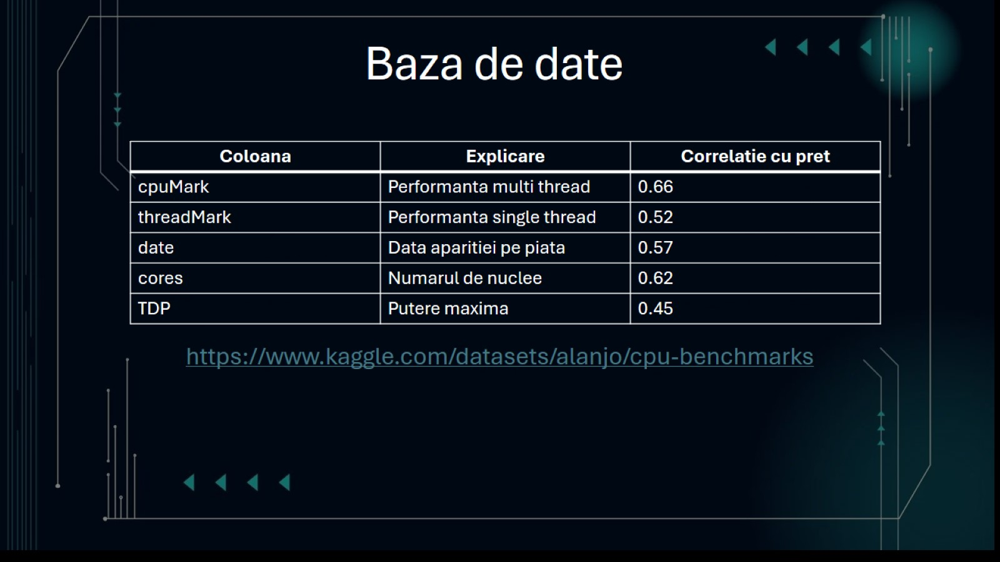 Baza de date
Coloana Explicare Correlatie cu pret
cpuMark Performanta multi thread 0.66
threadMark Performanta single thread 0.52
date Data aparitiei pe piata 0.57
cores Numarul de nuclee 0.62
TDP Putere maxima 0.45
https://www.kaggle.com/datasets/alanjo/cpu-benchmarks